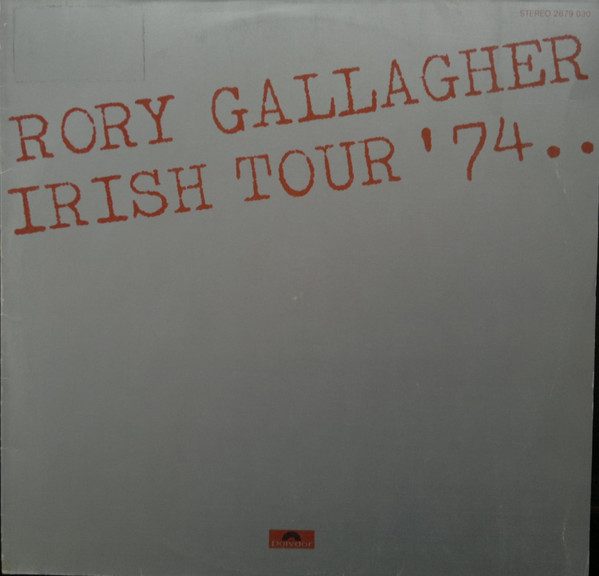 STEREO 2679 030
RORY GALLAGHER
IRISH TOUR '74..
Polydor